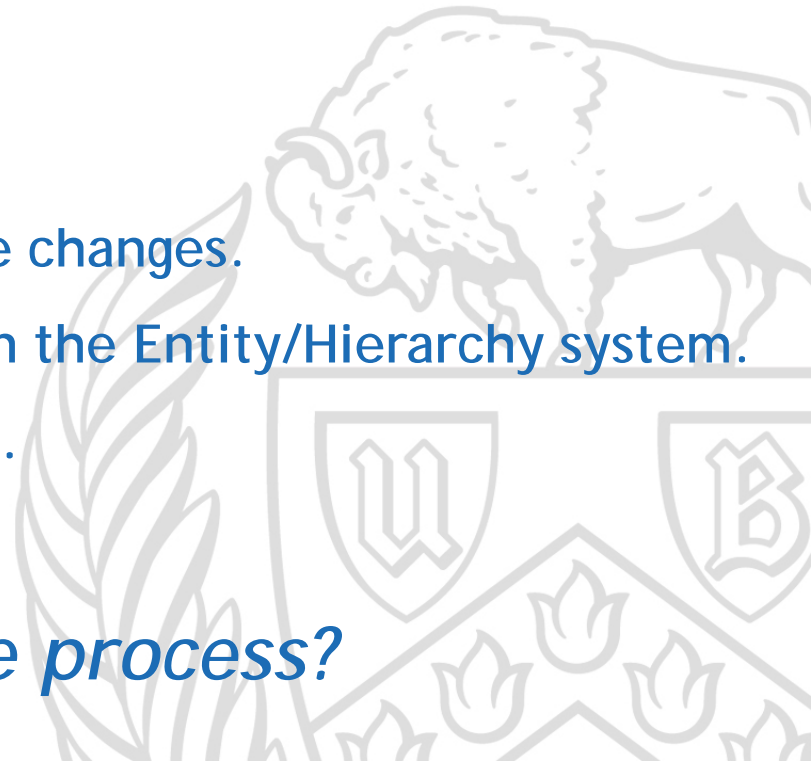 e changes.
n the Entity/Hierarchy system.
.
e process?
U B